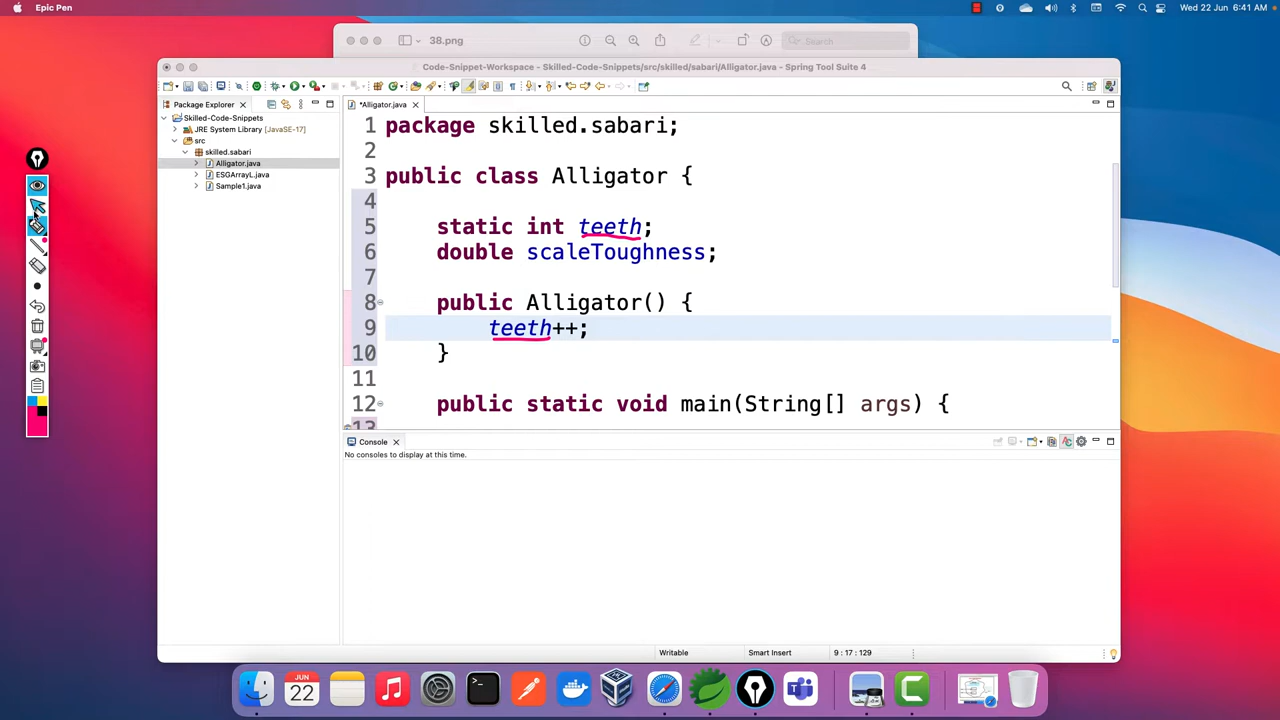 Epic Pen
Wed 22 Jun 6:41 AM
38.png
Search
Code-Snippet-Workspace - Skilled-Code-Snippets/src/skilled/sabari/Alligator.java - Spring Tool Suite 4
Package Explorer
*Alligator.java
Skilled-Code-Snippets
JRE System Library [JavaSE-17]
src
skilled.sabari
Alligator.java
ESGArrayL.java
Sample1.java
1 package skilled.sabari;
2
3 public class Alligator {
4
5 static int teeth;
6 double scaleToughness;
7
8 public Alligator() {
9 teeth++;
10 }
11
12 public static void main(String[] args) {
13
Console
No consoles to display at this time.
Writable
Smart Insert
9 : 17 : 129
JUN
22